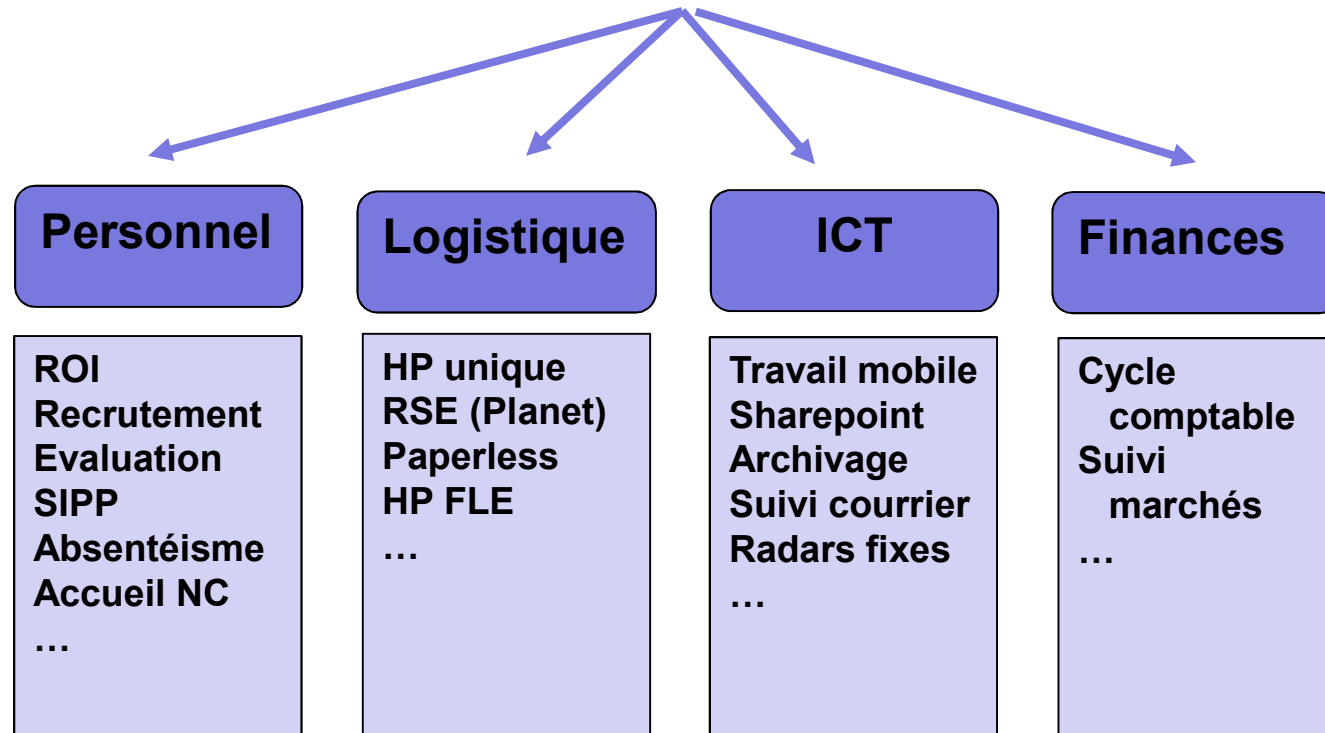 Personnel
Logistique
ICT
Finances
ROI
Recrutement
Evaluation
SIPP
Absentéisme
Accueil NC
…
HP unique
RSE (Planet)
Paperless
HP FLE
…
Travail mobile
Sharepoint
Archivage
Suivi courrier
Radars fixes
…
Cycle
comptable
Suivi
marchés
…